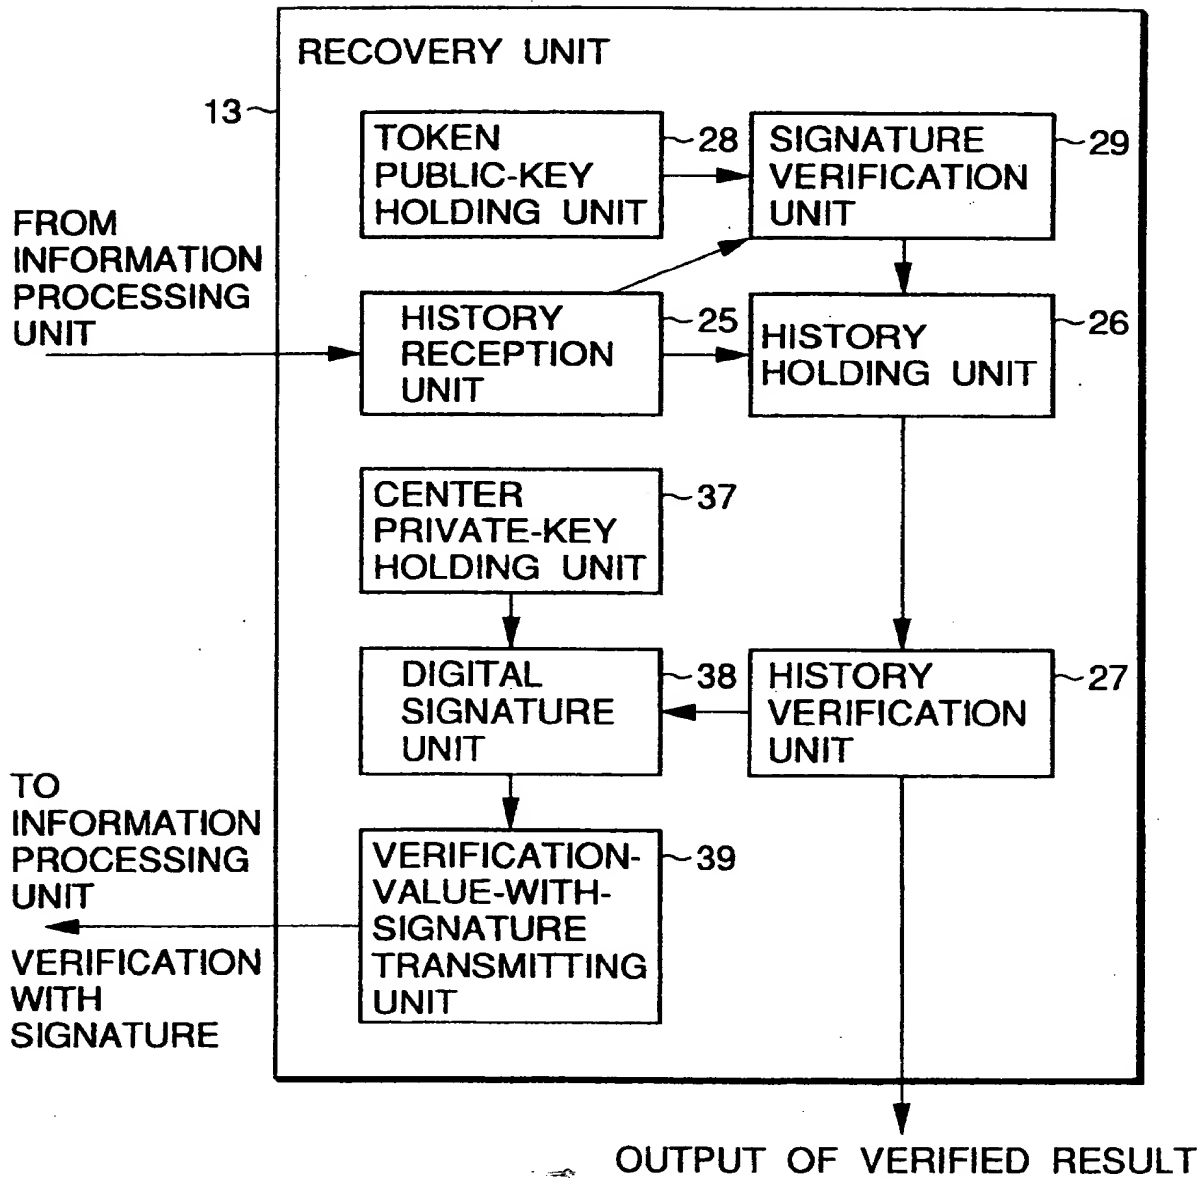 RECOVERY UNIT
13
TOKEN
PUBLIC-KEY
HOLDING UNIT
28
SIGNATURE
VERIFICATION
UNIT
29
FROM
INFORMATION
PROCESSING
UNIT
HISTORY
RECEPTION
UNIT
25
HISTORY
HOLDING UNIT
26
CENTER
PRIVATE-KEY
HOLDING UNIT
37
DIGITAL
SIGNATURE
UNIT
38
HISTORY
VERIFICATION
UNIT
27
TO
INFORMATION
PROCESSING
UNIT
VERIFICATION
WITH
SIGNATURE
VERIFICATION-
VALUE-WITH-
SIGNATURE
TRANSMITTING
UNIT
39
OUTPUT OF VERIFIED RESULT